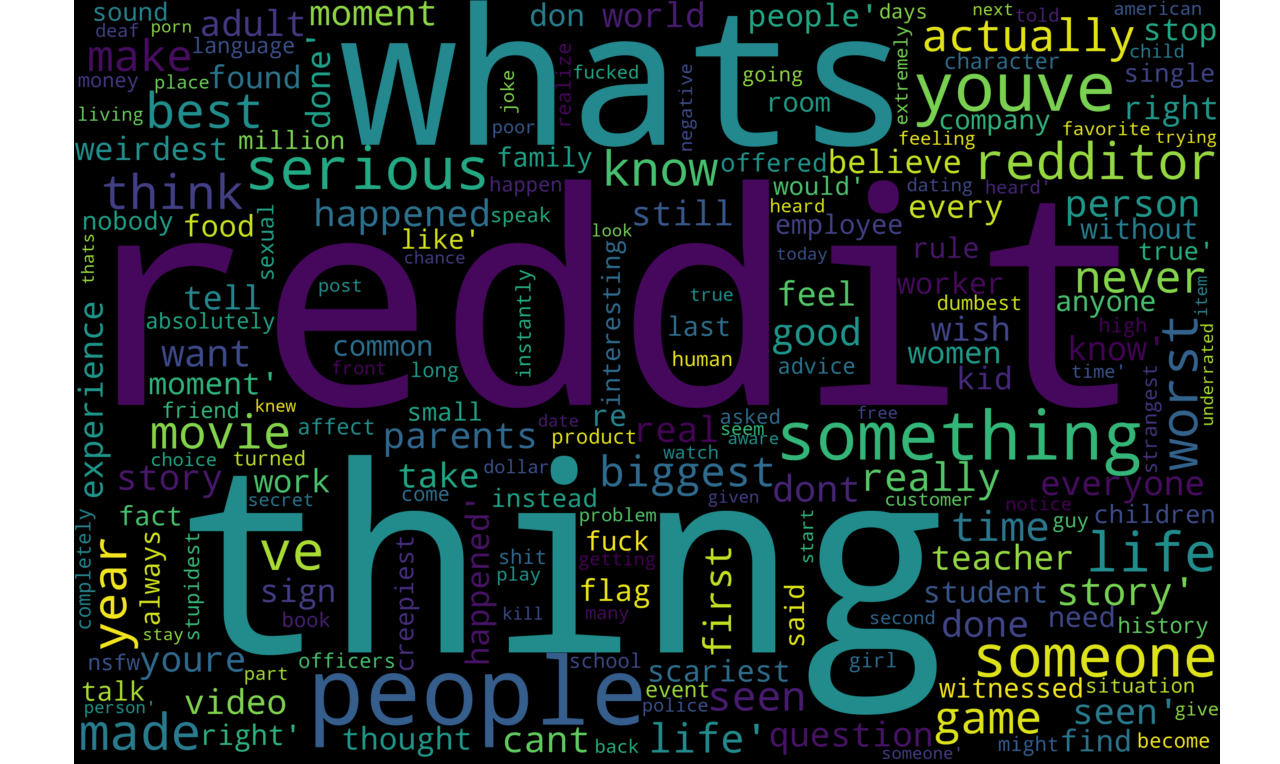 sound porn adult moment don world people' days next told american
deaf language whats actually stop
make done' fucked realize character child
money place found joke going negative extremely youve single
living best poor room company right
weirdest million feeling favorite trying
serious family know offered believe redditor
think happen would' dating heard'
nobody food sexual happened speak still heard every person
thats like' look employee without
chance reddit today rule true'
tell post instantly interesting true feel worker never item
absolutely last dumbest anyone
want common human good wish high
front long advice women know' underrated
experience moment' kid time' worst
friend knew small re date asked free strangest
movie affect parents product real seem something
choice turned watch aware
story work take dollar biggest dont really everyone
secret come instead given customer notice
completely fact thing problem start time guy children
year always stupidest ve creepiest happened' shit fuck getting first teacher life
sign play flag said student story'
book kill many second done need history
stay
nsfw youre officers school scariest girl someone
talk part people event seen witnessed situation
person' video police game seen' give
made right' thought cant back life' question someone' might find become